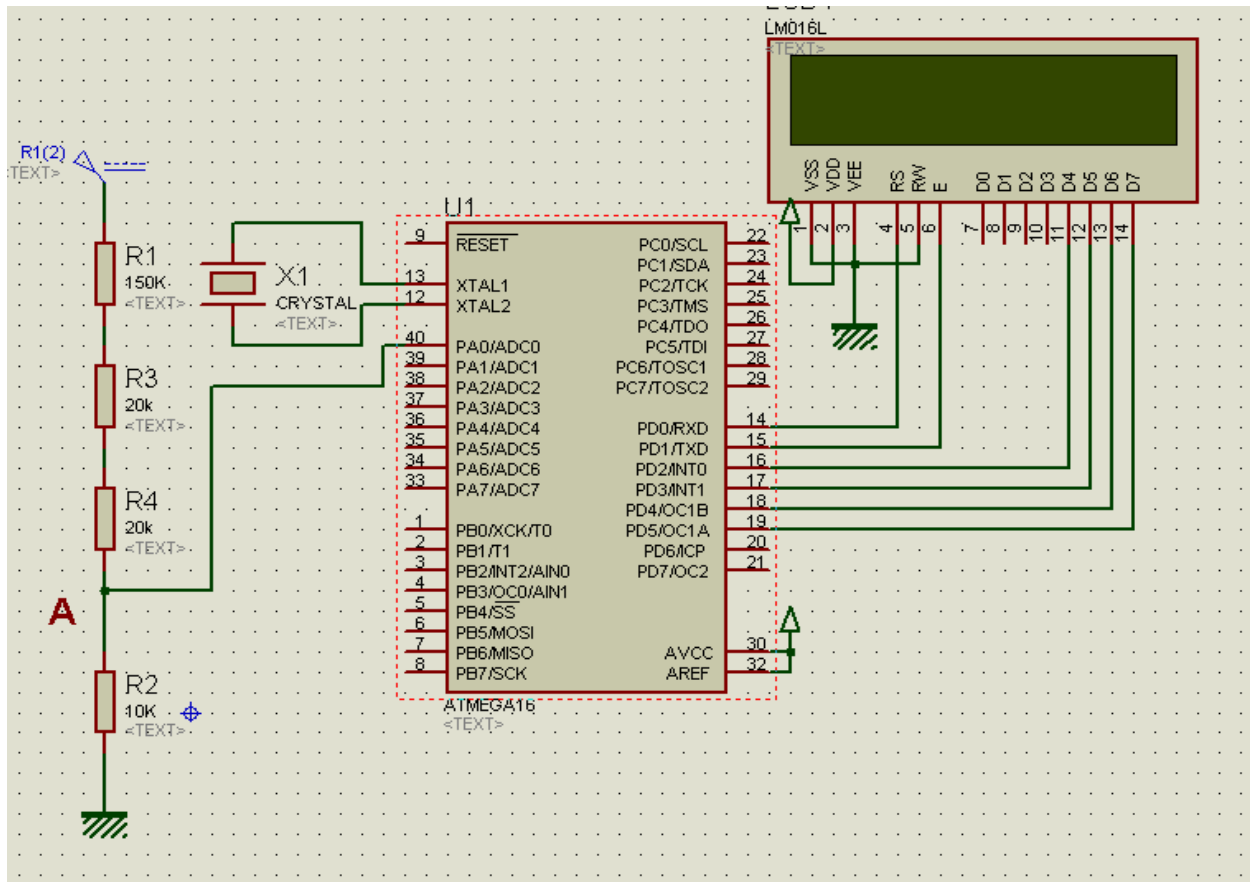 LM016L
<TEXT>
VSS
VDD
VEE
RS
RW
E
D0
D1
D2
D3
D4
D5
D6
D7
1
2
3
4
5
6
7
8
9
10
11
12
13
14
R1(2)
<TEXT>
R1
150K
<TEXT>
X1
CRYSTAL
<TEXT>
R3
20k
<TEXT>
R4
20k
<TEXT>
A
R2
10K
<TEXT>
U1
9 RESET
13 XTAL1
12 XTAL2
40 PA0/ADC0
39 PA1/ADC1
38 PA2/ADC2
37 PA3/ADC3
36 PA4/ADC4
35 PA5/ADC5
34 PA6/ADC6
33 PA7/ADC7
1 PB0/XCK/T0
2 PB1/T1
3 PB2/INT2/AIN0
4 PB3/OC0/AIN1
5 PB4/SS
6 PB5/MOSI
7 PB6/MISO
8 PB7/SCK
PC0/SCL 22
PC1/SDA 23
PC2/TCK 24
PC3/TMS 25
PC4/TDO 26
PC5/TDI 27
PC6/TOSC1 28
PC7/TOSC2 29
PD0/RXD 14
PD1/TXD 15
PD2/INT0 16
PD3/INT1 17
PD4/OC1B 18
PD5/OC1A 19
PD6/ICP 20
PD7/OC2 21
AVCC 30
AREF 32
ATMEGA16
<TEXT>